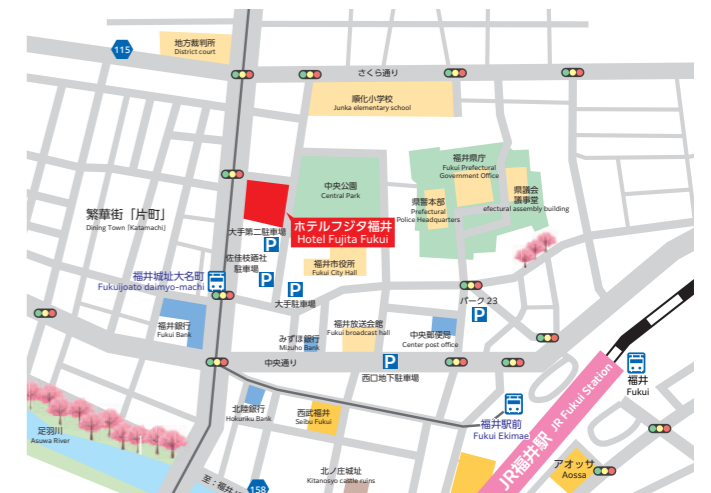 地方裁判所
District court
115
さくら通り
順化小学校
Junka elementary school
福井県庁
Fukui Prefectural
Government Office
中央公園
Central Park
県議会
議事堂
efectural assembly building
県警本部
Prefectural
Police Headquarters
繁華街「片町」
Dining Town「Katamachi」
ホテルフジタ福井
Hotel Fujita Fukui
大手第二駐車場
P
佐佳枝廼社
駐車場
P
福井市役所
Fukui City Hall
福井城址大名町
Fukuijoato daimyo-machi
P
大手駐車場
パーク 23
P
福井銀行
Fukui Bank
みずほ銀行
Mizuho Bank
福井放送会館
Fukui broadcast hall
中央郵便局
Center post office
中央通り
P
西口地下駐車場
福井
Fukui
JR福井駅 JR Fukui Station
北陸銀行
Hokuriku Bank
西武福井
Seibu Fukui
福井駅前
Fukui Ekimae
足羽川
Asuwa River
アオッサ
Aossa
北ノ庄城址
Kitanosyo castle ruins
至：福井
158